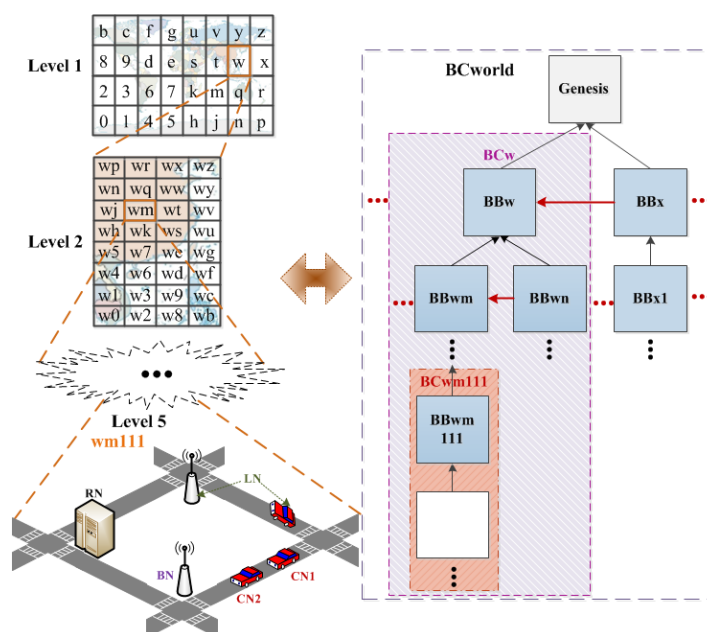 Level 1
b c f g u v y z
8 9 d e s t w x
2 3 6 7 k m q r
0 1 4 5 h j n p
Level 2
wp wr wx wz
wn wq ww wy
wj wm wt wv
wh wk ws wu
w5 w7 we wg
w4 w6 wd wf
w1 w3 w9 wc
w0 w2 w8 wb
Level 5
wm111
RN
LN
BN
CN1
CN2
BCworld
Genesis
BCw
BBw
BBx
BBwm
BBwn
BBx1
BCwm111
BBwm
111